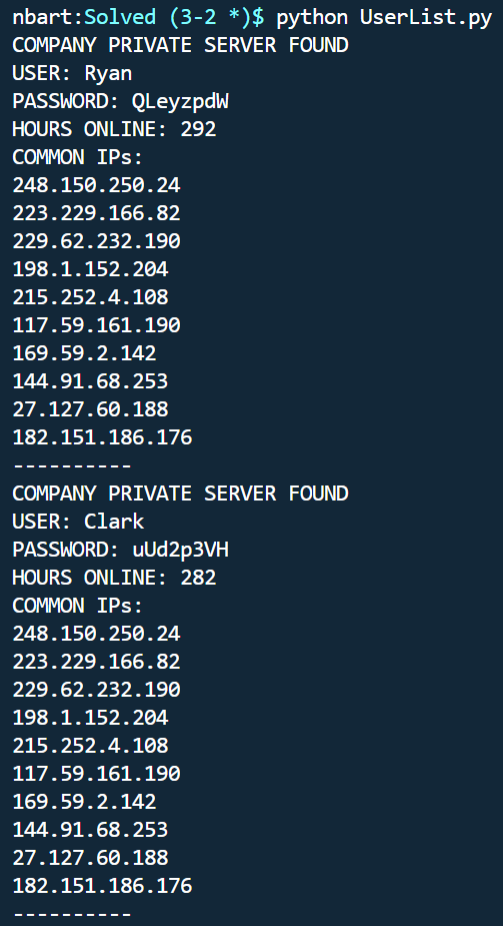 nbart:Solved (3-2 *)$ python UserList.py
COMPANY PRIVATE SERVER FOUND
USER: Ryan
PASSWORD: QLeyzpdW
HOURS ONLINE: 292
COMMON IPs:
248.150.250.24
223.229.166.82
229.62.232.190
198.1.152.204
215.252.4.108
117.59.161.190
169.59.2.142
144.91.68.253
27.127.60.188
182.151.186.176
----------
COMPANY PRIVATE SERVER FOUND
USER: Clark
PASSWORD: uUd2p3VH
HOURS ONLINE: 282
COMMON IPs:
248.150.250.24
223.229.166.82
229.62.232.190
198.1.152.204
215.252.4.108
117.59.161.190
169.59.2.142
144.91.68.253
27.127.60.188
182.151.186.176
----------